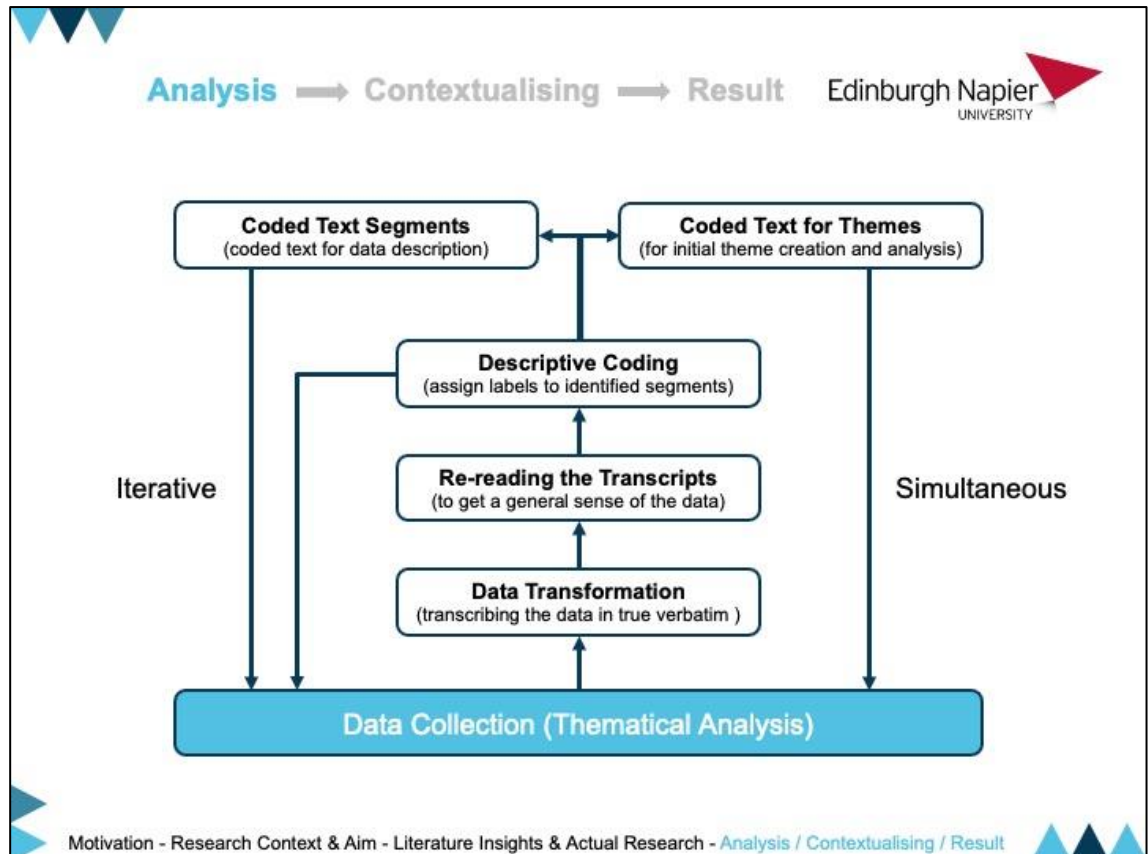 Analysis → Contextualising → Result
Edinburgh Napier
UNIVERSITY
Coded Text Segments
(coded text for data description)
Coded Text for Themes
(for initial theme creation and analysis)
Descriptive Coding
(assign labels to identified segments)
Iterative
Re-reading the Transcripts
(to get a general sense of the data)
Simultaneous
Data Transformation
(transcribing the data in true verbatim )
Data Collection (Thematical Analysis)
Motivation - Research Context & Aim - Literature Insights & Actual Research - Analysis / Contextualising / Result